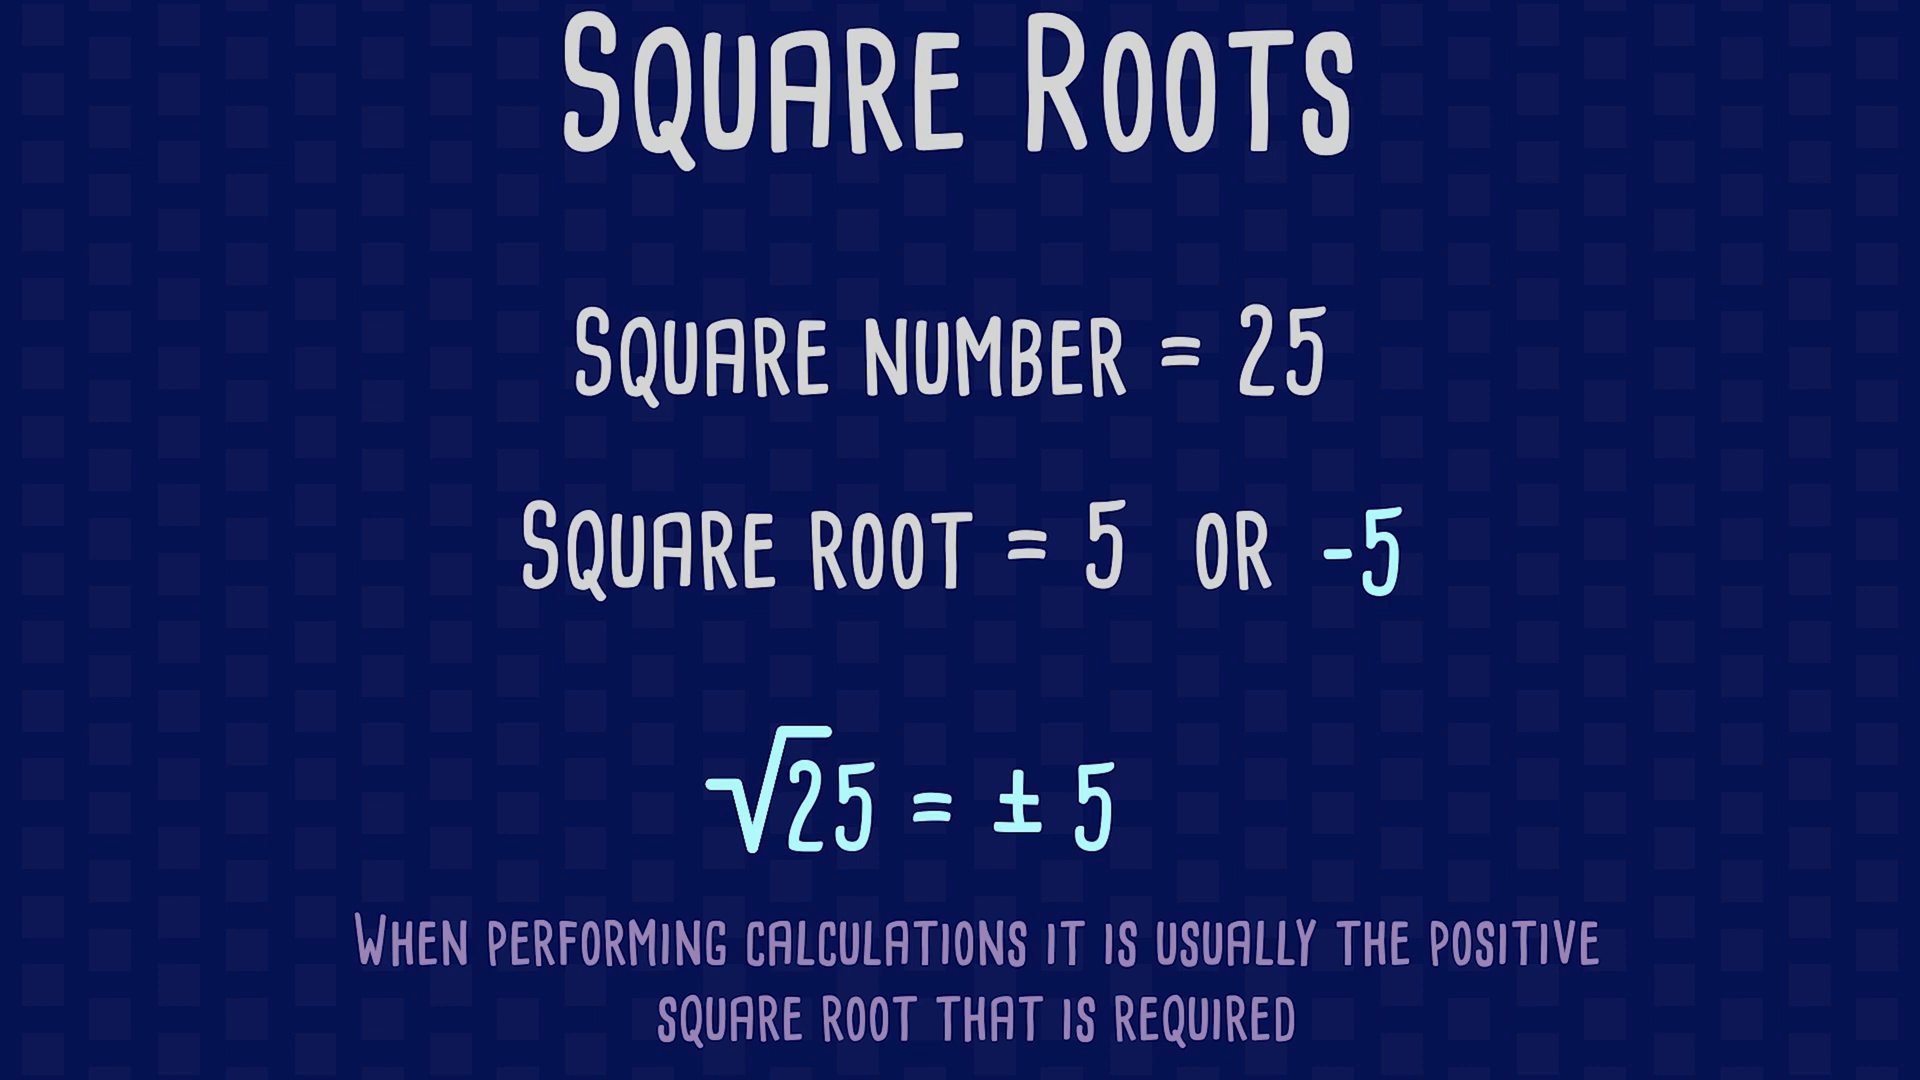 Square Roots
Square number = 25
Square root = 5 or -5
√25 = ± 5
When performing calculations it is usually the positive
square root that is required